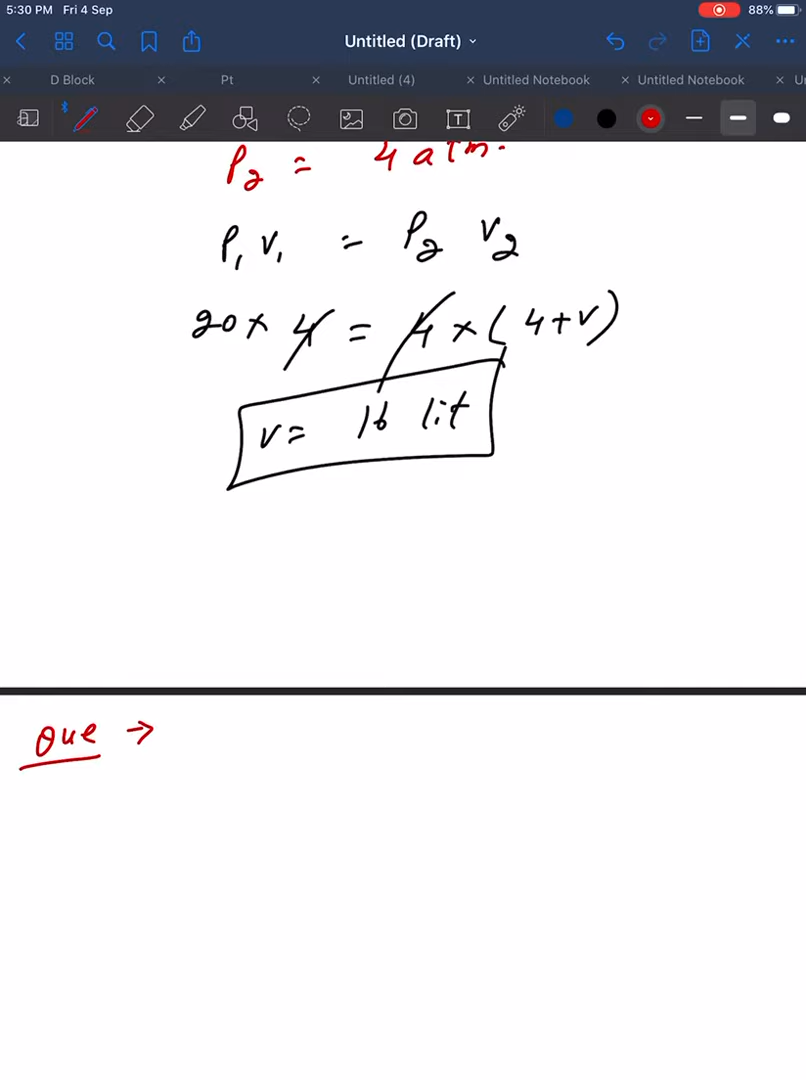 5:30 PM Fri 4 Sep 88%
Untitled (Draft)
D Block Pt Untitled (4) Untitled Notebook Untitled Notebook
P₂ = 4 atm.
P₁ V₁ = P₂ V₂
20 × 4 = 4 × (4+V)
V = 16 lit
Que →